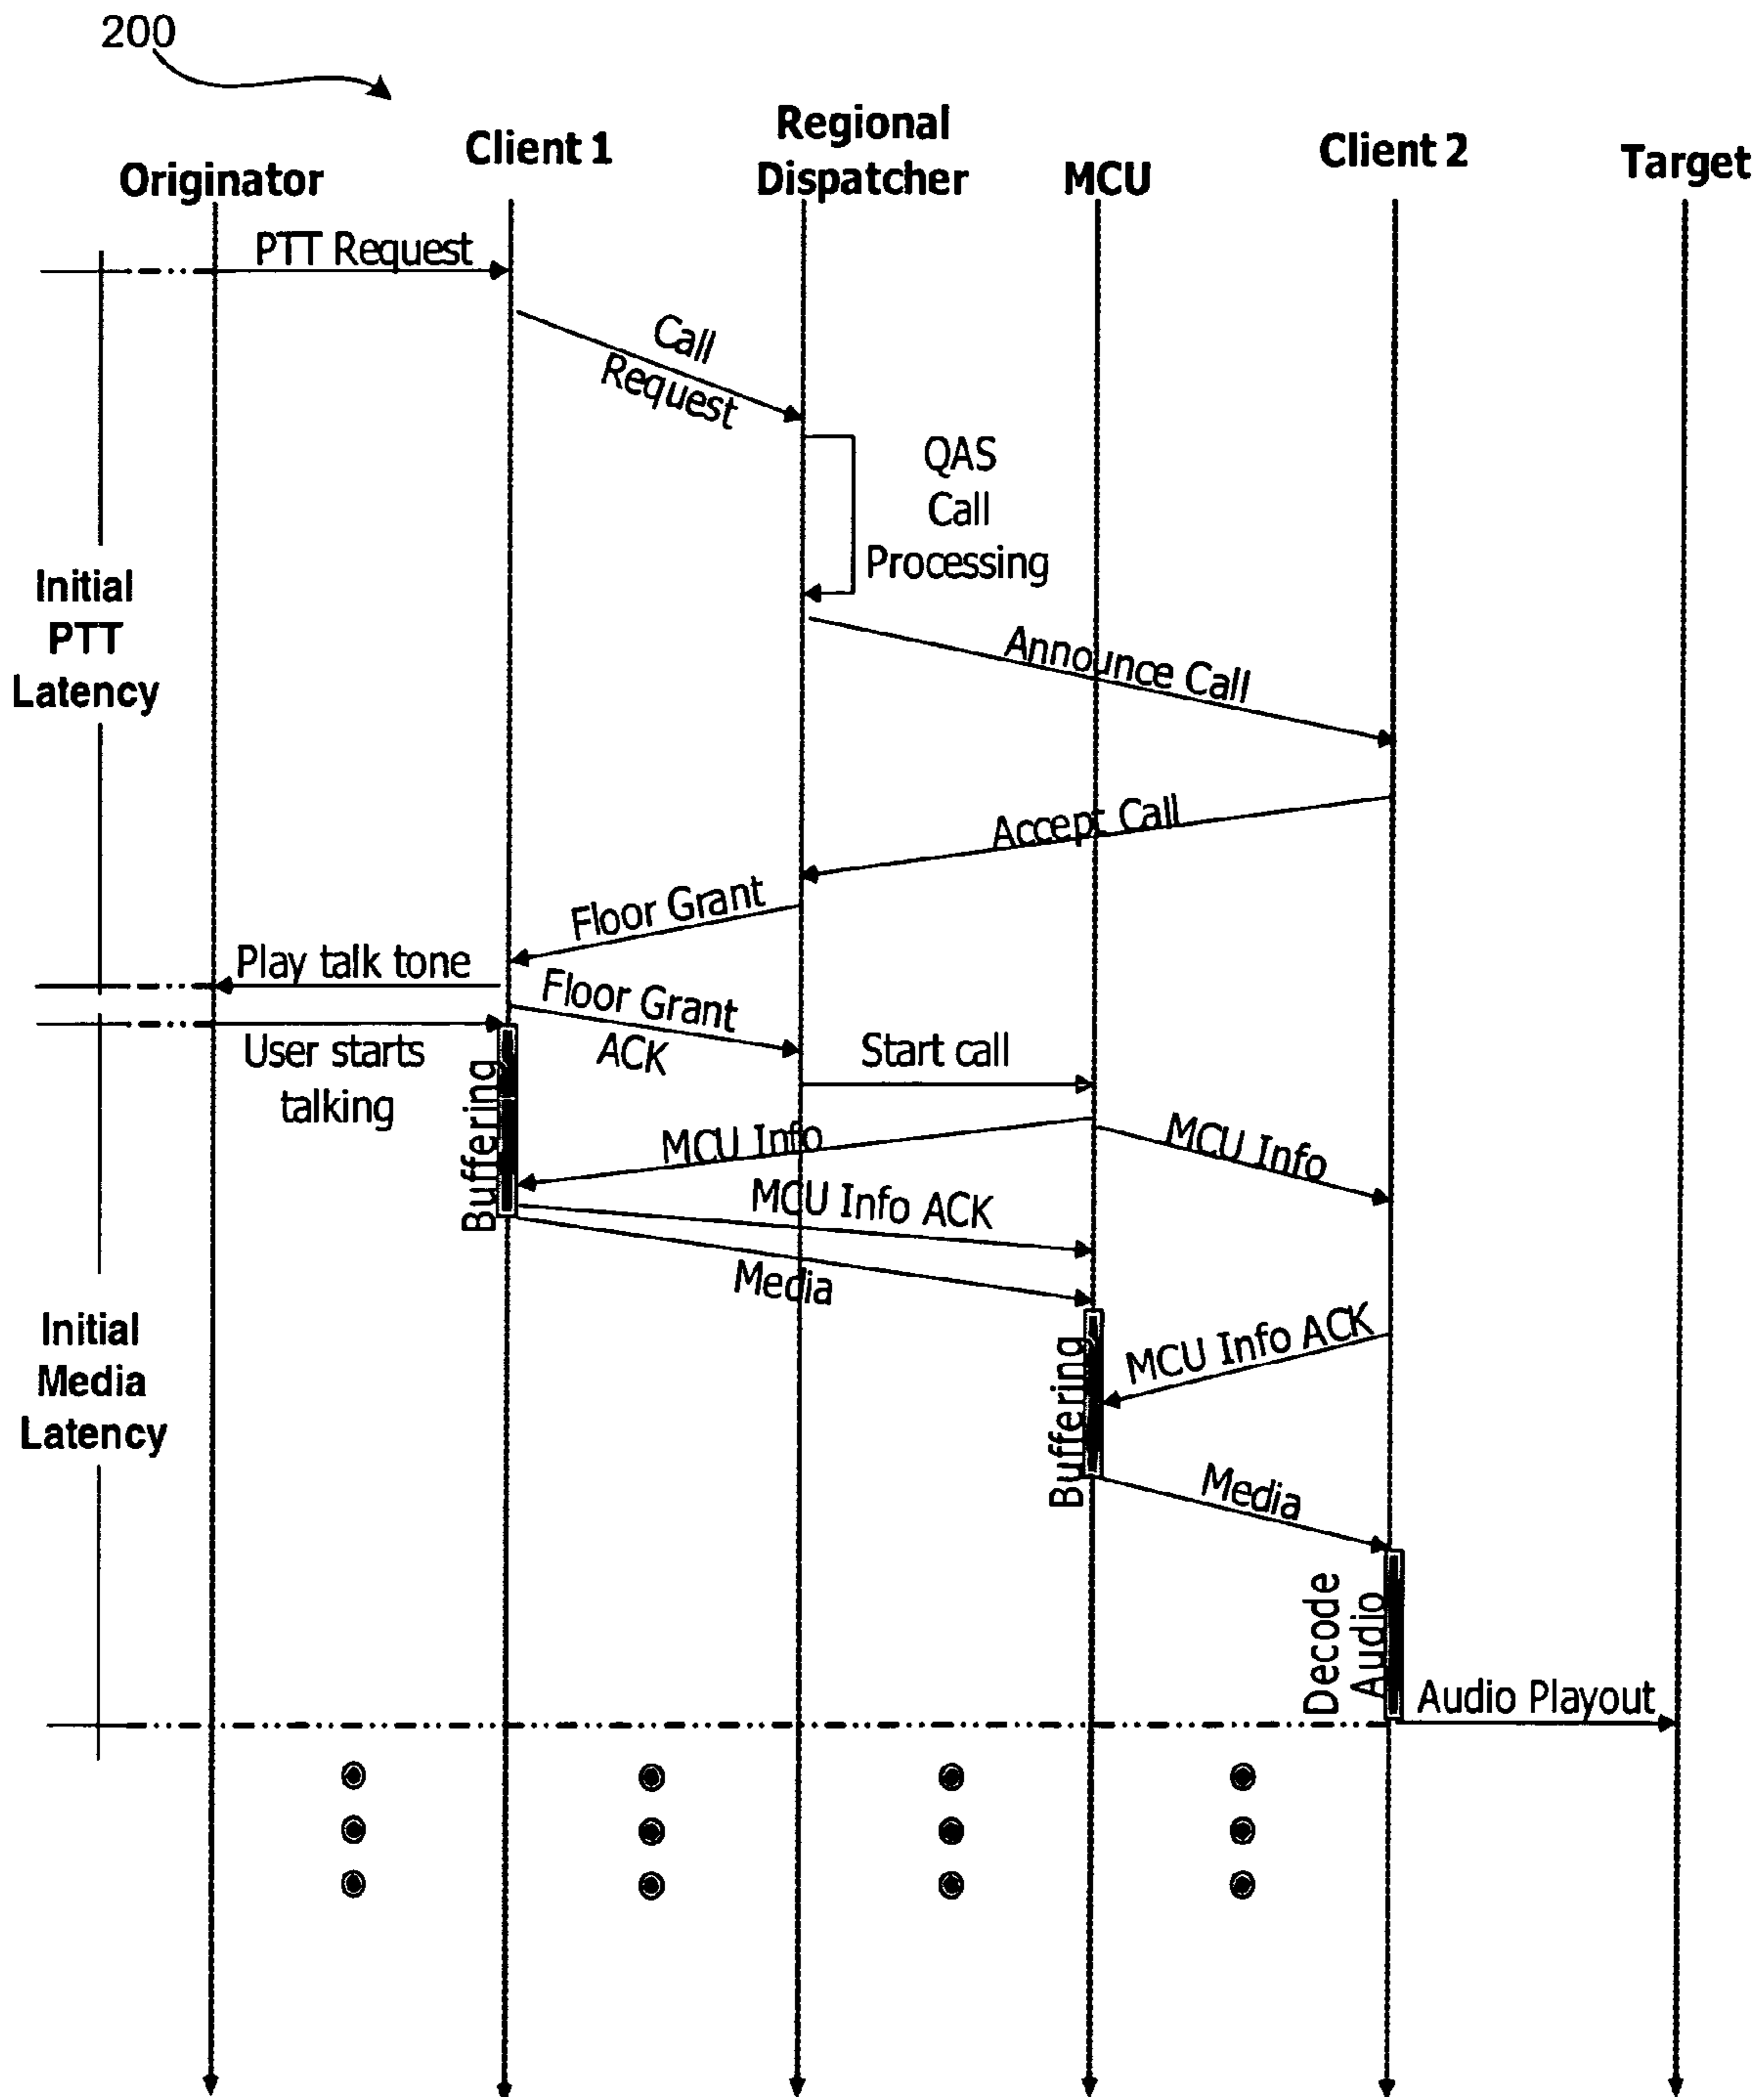 200
Originator
Client 1
Regional
Dispatcher
MCU
Client 2
Target
PTT Request
Call
Request
QAS
Call
Processing
Initial
PTT
Latency
Announce Call
Accept Call
Floor Grant
Play talk tone
Floor Grant
ACK
User starts
talking
Start call
Buffering
MCU Info
MCU Info
MCU Info ACK
Media
Initial
Media
Latency
MCU Info ACK
Buffering
Media
Decode
Audio
Audio Playout